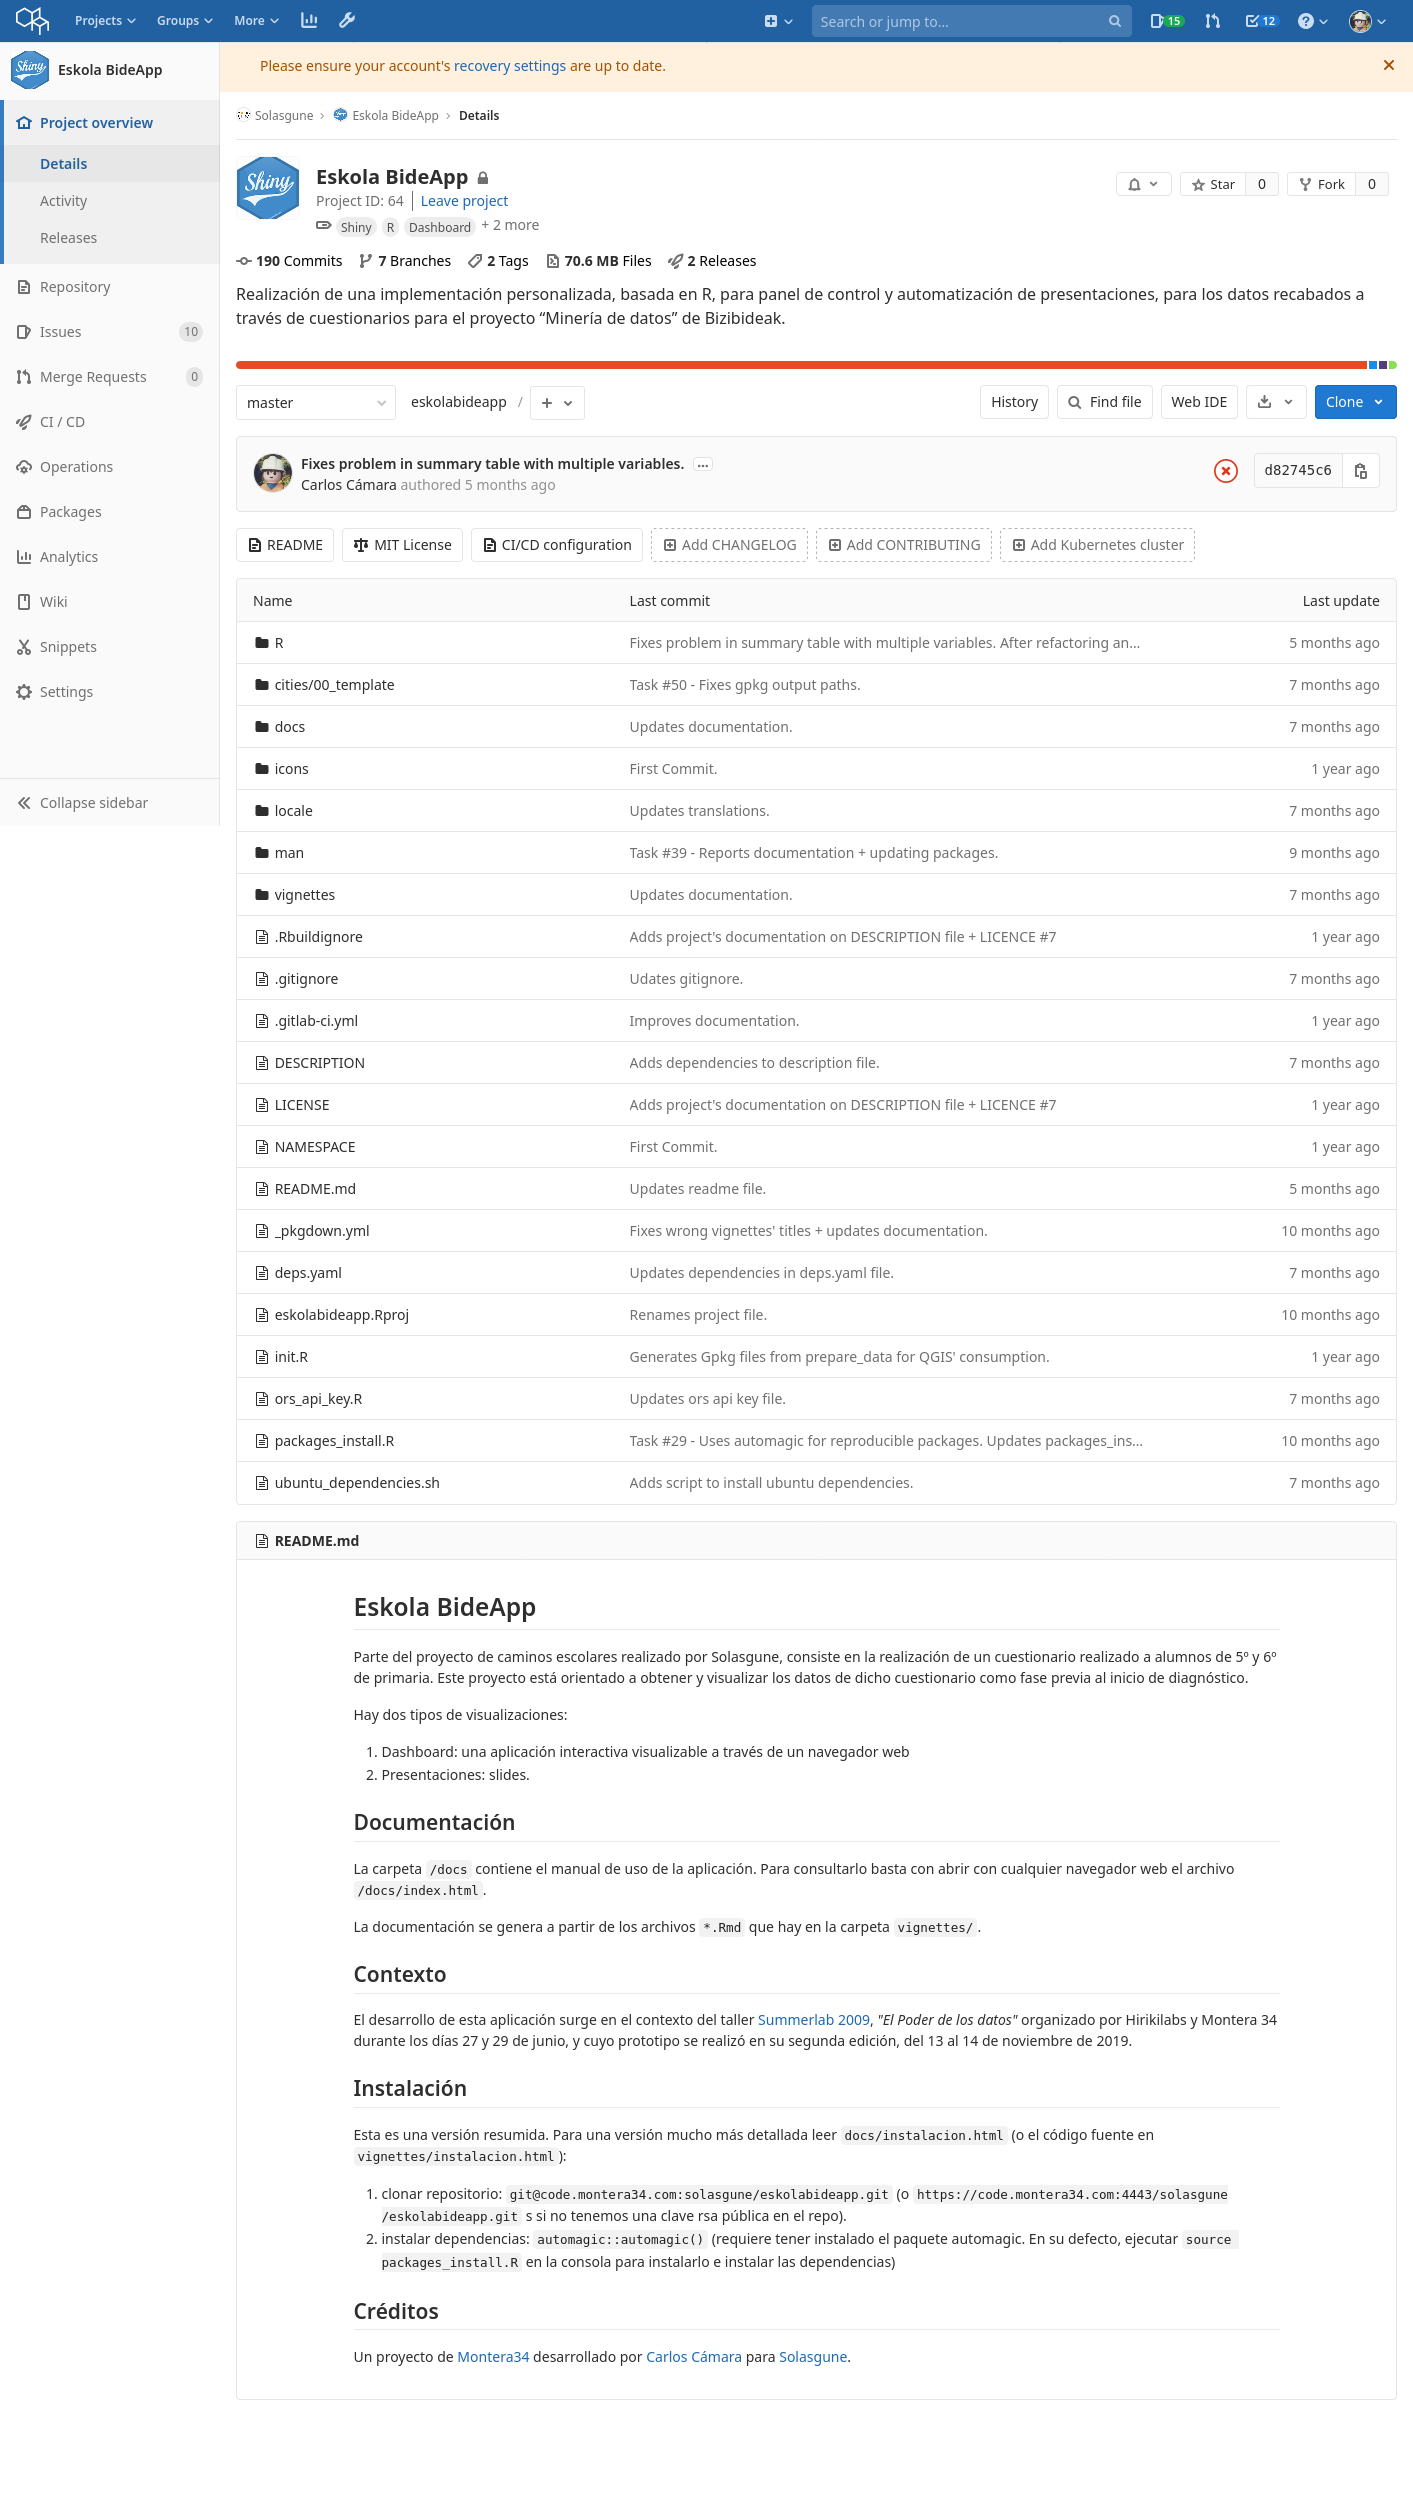 Projects Groups More Search or jump to... 15 12
Shiny Eskola BideApp
Please ensure your account's recovery settings are up to date.
Project overview
Details
Activity
Releases
Repository
Issues 10
Merge Requests 0
CI / CD
Operations
Packages
Analytics
Wiki
Snippets
Settings
Collapse sidebar
Solasgune Eskola BideApp Details
Shiny
Eskola BideApp
Project ID: 64 Leave project
Shiny R Dashboard + 2 more
Star 0 Fork 0
190 Commits 7 Branches 2 Tags 70.6 MB Files 2 Releases
Realización de una implementación personalizada, basada en R, para panel de control y automatización de presentaciones, para los datos recabados a
través de cuestionarios para el proyecto “Minería de datos” de Bizibideak.
master eskolabideapp / + History Find file Web IDE Clone
Fixes problem in summary table with multiple variables. ...
Carlos Cámara authored 5 months ago
d82745c6
README MIT License CI/CD configuration Add CHANGELOG Add CONTRIBUTING Add Kubernetes cluster
Name Last commit Last update
R Fixes problem in summary table with multiple variables. After refactoring an... 5 months ago
cities/00_template Task #50 - Fixes gpkg output paths. 7 months ago
docs Updates documentation. 7 months ago
icons First Commit. 1 year ago
locale Updates translations. 7 months ago
man Task #39 - Reports documentation + updating packages. 9 months ago
vignettes Updates documentation. 7 months ago
.Rbuildignore Adds project's documentation on DESCRIPTION file + LICENCE #7 1 year ago
.gitignore Udates gitignore. 7 months ago
.gitlab-ci.yml Improves documentation. 1 year ago
DESCRIPTION Adds dependencies to description file. 7 months ago
LICENSE Adds project's documentation on DESCRIPTION file + LICENCE #7 1 year ago
NAMESPACE First Commit. 1 year ago
README.md Updates readme file. 5 months ago
_pkgdown.yml Fixes wrong vignettes' titles + updates documentation. 10 months ago
deps.yaml Updates dependencies in deps.yaml file. 7 months ago
eskolabideapp.Rproj Renames project file. 10 months ago
init.R Generates Gpkg files from prepare_data for QGIS' consumption. 1 year ago
ors_api_key.R Updates ors api key file. 7 months ago
packages_install.R Task #29 - Uses automagic for reproducible packages. Updates packages_ins... 10 months ago
ubuntu_dependencies.sh Adds script to install ubuntu dependencies. 7 months ago
README.md
Eskola BideApp
Parte del proyecto de caminos escolares realizado por Solasgune, consiste en la realización de un cuestionario realizado a alumnos de 5º y 6º
de primaria. Este proyecto está orientado a obtener y visualizar los datos de dicho cuestionario como fase previa al inicio de diagnóstico.
Hay dos tipos de visualizaciones:
1. Dashboard: una aplicación interactiva visualizable a través de un navegador web
2. Presentaciones: slides.
Documentación
La carpeta /docs contiene el manual de uso de la aplicación. Para consultarlo basta con abrir con cualquier navegador web el archivo
/docs/index.html.
La documentación se genera a partir de los archivos *.Rmd que hay en la carpeta vignettes/.
Contexto
El desarrollo de esta aplicación surge en el contexto del taller Summerlab 2009, "El Poder de los datos" organizado por Hirikilabs y Montera 34
durante los días 27 y 29 de junio, y cuyo prototipo se realizó en su segunda edición, del 13 al 14 de noviembre de 2019.
Instalación
Esta es una versión resumida. Para una versión mucho más detallada leer docs/instalacion.html (o el código fuente en
vignettes/instalacion.html):
1. clonar repositorio: git@code.montera34.com:solasgune/eskolabideapp.git (o https://code.montera34.com:4443/solasgune
/eskolabideapp.git s si no tenemos una clave rsa pública en el repo).
2. instalar dependencias: automagic::automagic() (requiere tener instalado el paquete automagic. En su defecto, ejecutar source
packages_install.R en la consola para instalarlo e instalar las dependencias)
Créditos
Un proyecto de Montera34 desarrollado por Carlos Cámara para Solasgune.